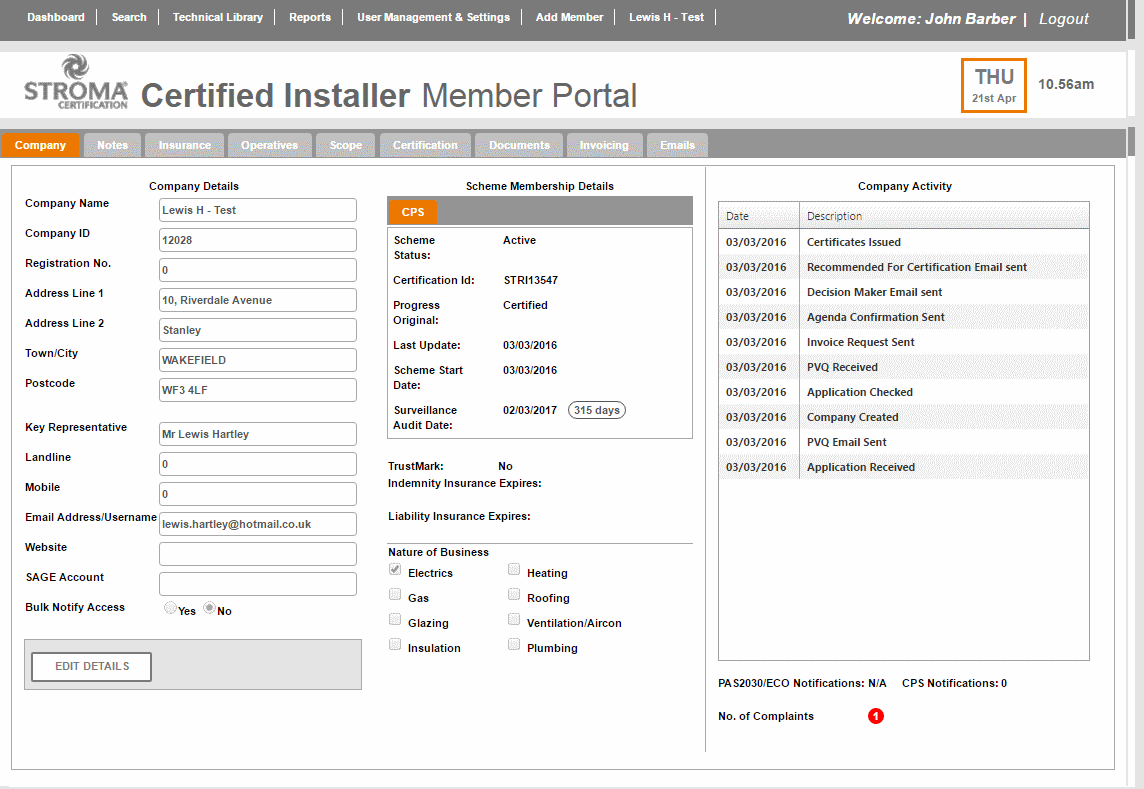 Dashboard Search Technical Library Reports User Management & Settings Add Member Lewis H - Test Welcome: John Barber | Logout
STROMA
CERTIFICATION
Certified Installer Member Portal
THU
21st Apr
10.56am
Company Notes Insurance Operatives Scope Certification Documents Invoicing Emails
Company Details
Company Name Lewis H - Test
Company ID 12028
Registration No. 0
Address Line 1 10, Riverdale Avenue
Address Line 2 Stanley
Town/City WAKEFIELD
Postcode WF3 4LF
Key Representative Mr Lewis Hartley
Landline 0
Mobile 0
Email Address/Username lewis.hartley@hotmail.co.uk
Website
SAGE Account
Bulk Notify Access Yes No
EDIT DETAILS
Scheme Membership Details
CPS
Scheme Status: Active
Certification Id: STRI13547
Progress Original: Certified
Last Update: 03/03/2016
Scheme Start Date: 03/03/2016
Surveillance Audit Date: 02/03/2017 315 days
TrustMark: No
Indemnity Insurance Expires:
Liability Insurance Expires:
Nature of Business
Electrics Heating
Gas Roofing
Glazing Ventilation/Aircon
Insulation Plumbing
Company Activity
Date Description
03/03/2016 Certificates Issued
03/03/2016 Recommended For Certification Email sent
03/03/2016 Decision Maker Email sent
03/03/2016 Agenda Confirmation Sent
03/03/2016 Invoice Request Sent
03/03/2016 PVQ Received
03/03/2016 Application Checked
03/03/2016 Company Created
03/03/2016 PVQ Email Sent
03/03/2016 Application Received
PAS2030/ECO Notifications: N/A CPS Notifications: 0
No. of Complaints 1